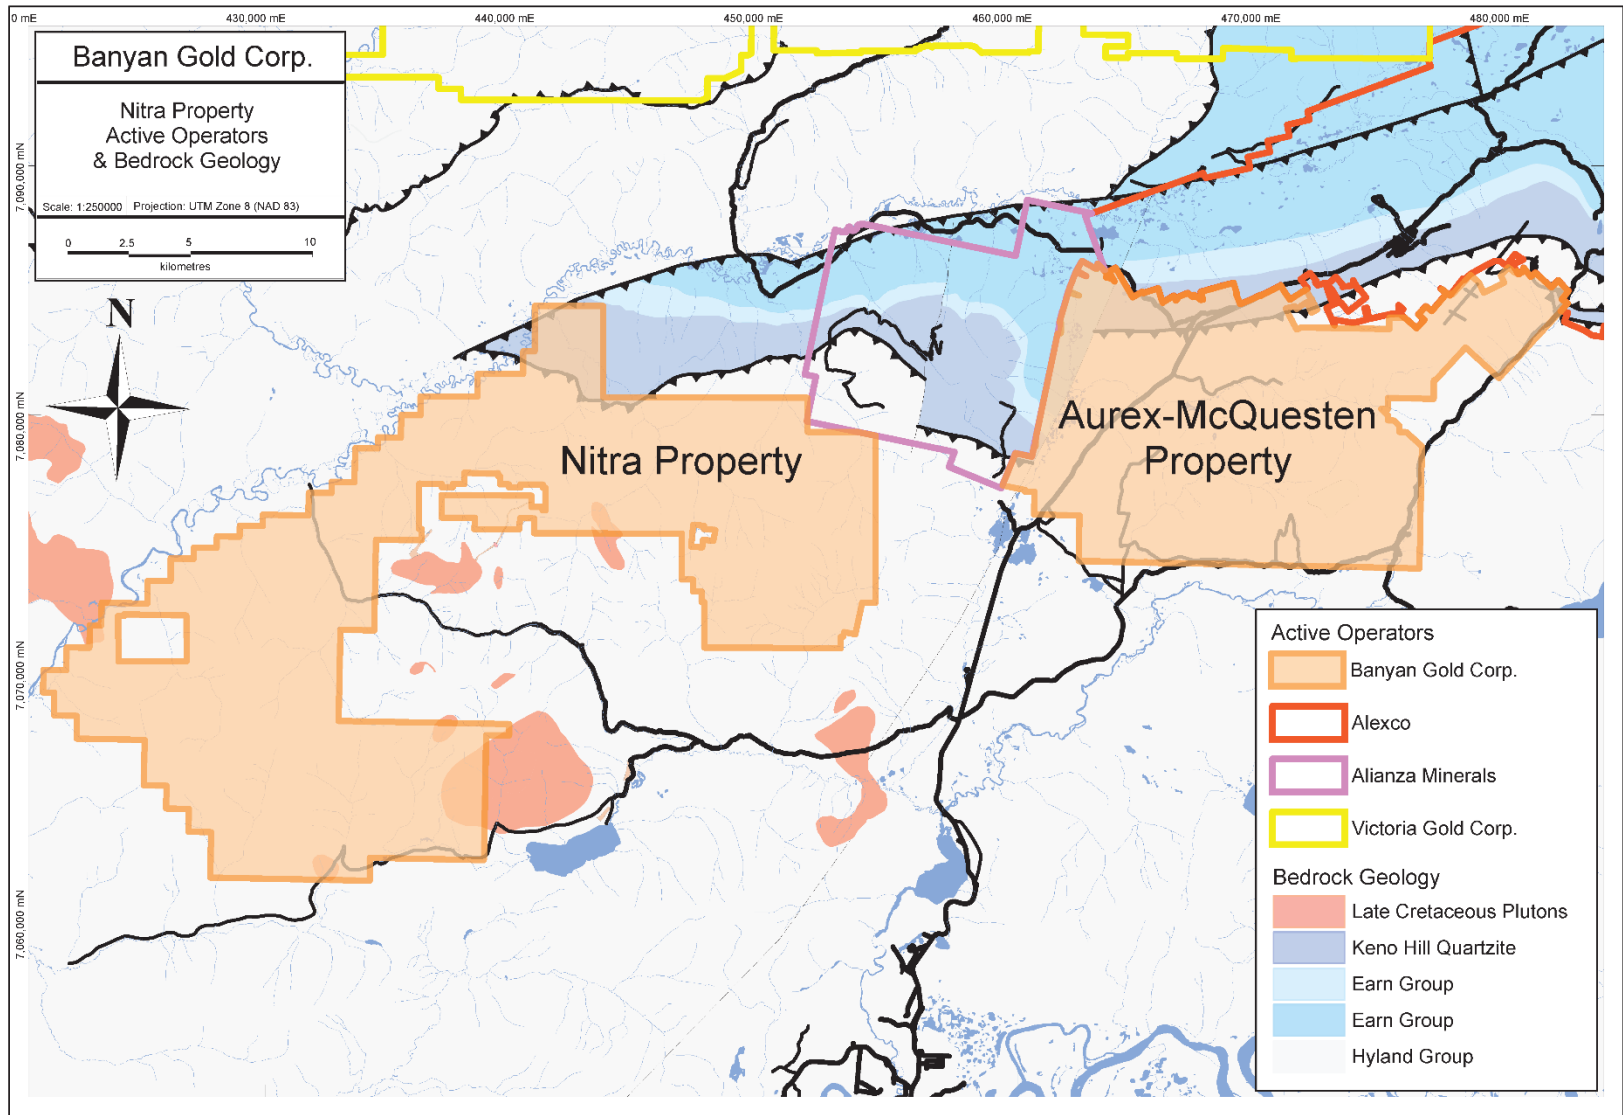 0 mE
430,000 mE
440,000 mE
450,000 mE
460,000 mE
470,000 mE
480,000 mE
Banyan Gold Corp.
Nitra Property
Active Operators
& Bedrock Geology
Scale: 1:250000 Projection: UTM Zone 8 (NAD 83)
0 2.5 5 10
kilometres
N
7,090,000 mN
7,080,000 mN
7,070,000 mN
7,060,000 mN
Nitra Property
Aurex-McQuesten
Property
Active Operators
Banyan Gold Corp.
Alexco
Alianza Minerals
Victoria Gold Corp.
Bedrock Geology
Late Cretaceous Plutons
Keno Hill Quartzite
Earn Group
Earn Group
Hyland Group